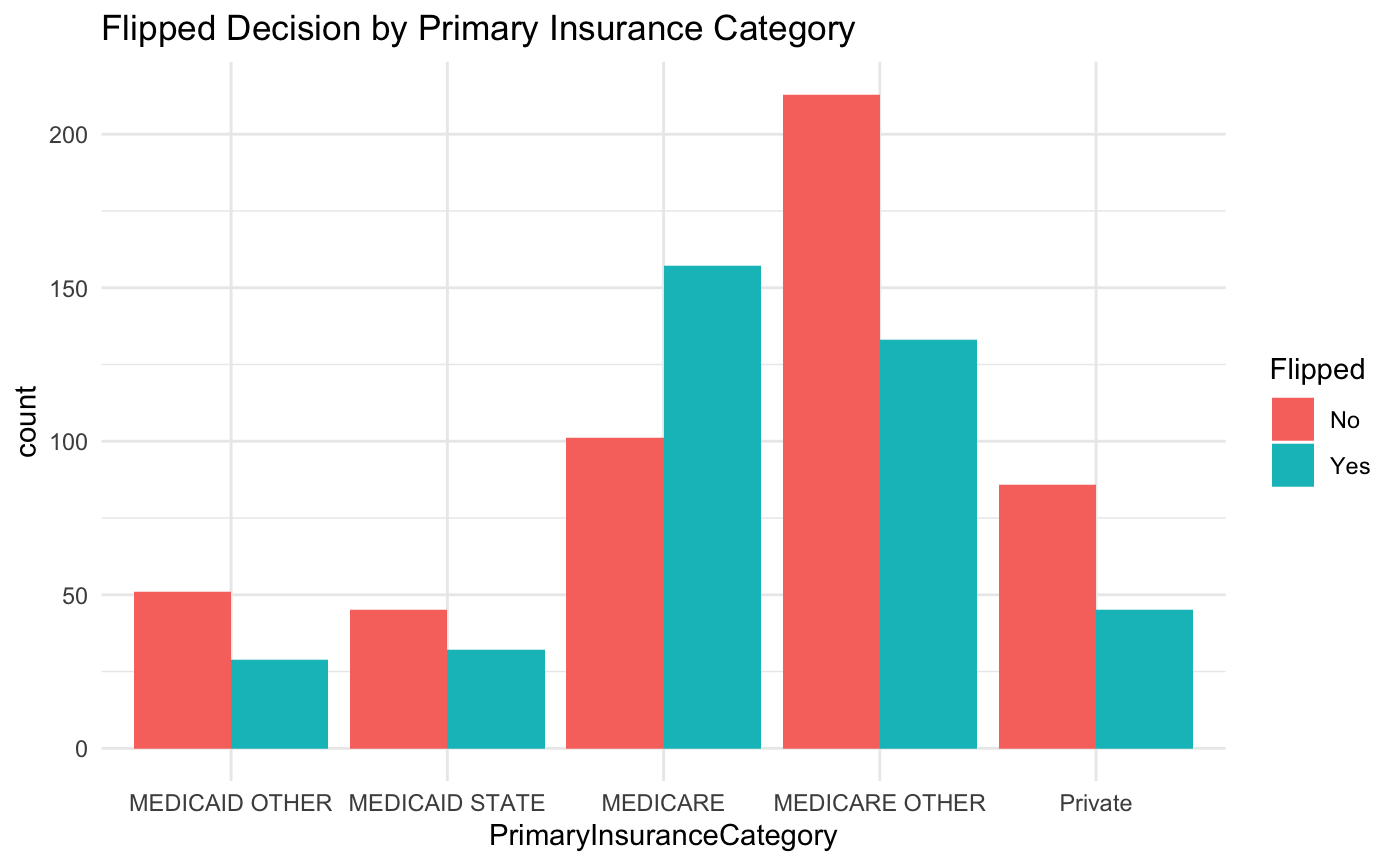 Flipped Decision by Primary Insurance Category
200
150
100
50
0
count
MEDICAID OTHER
MEDICAID STATE
MEDICARE
MEDICARE OTHER
Private
PrimaryInsuranceCategory
Flipped
No
Yes